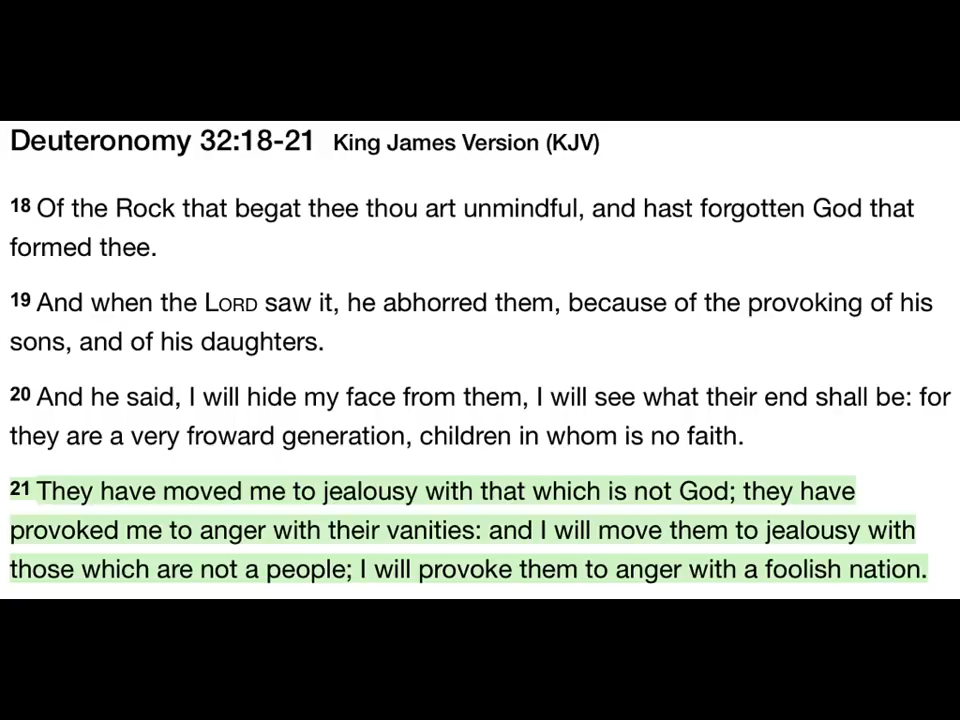 Deuteronomy 32:18-21 King James Version (KJV)
18 Of the Rock that begat thee thou art unmindful, and hast forgotten God that
formed thee.
19 And when the LORD saw it, he abhorred them, because of the provoking of his
sons, and of his daughters.
20 And he said, I will hide my face from them, I will see what their end shall be: for
they are a very froward generation, children in whom is no faith.
21 They have moved me to jealousy with that which is not God; they have
provoked me to anger with their vanities: and I will move them to jealousy with
those which are not a people; I will provoke them to anger with a foolish nation.